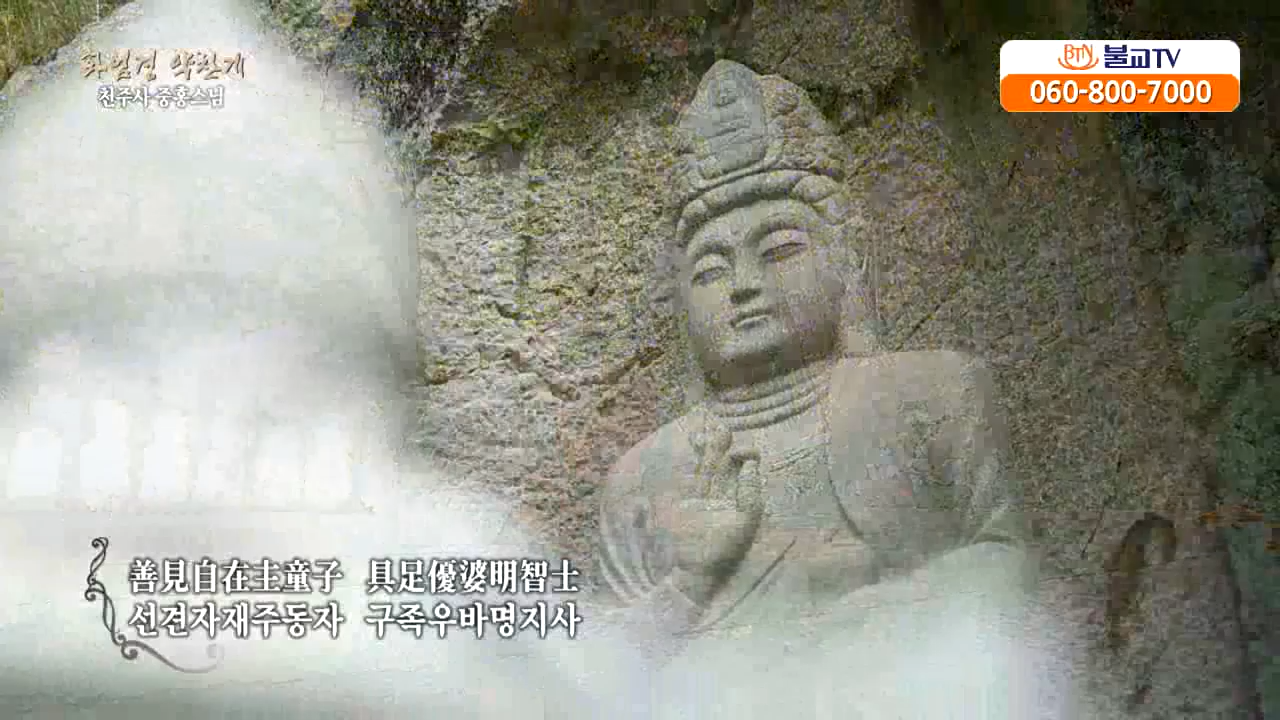 화엄경 약찬게
천주사 중흥스님
BTN 불교TV
060-800-7000
善見自在主童子 具足優婆明智士
선견자재주동자 구족우바명지사